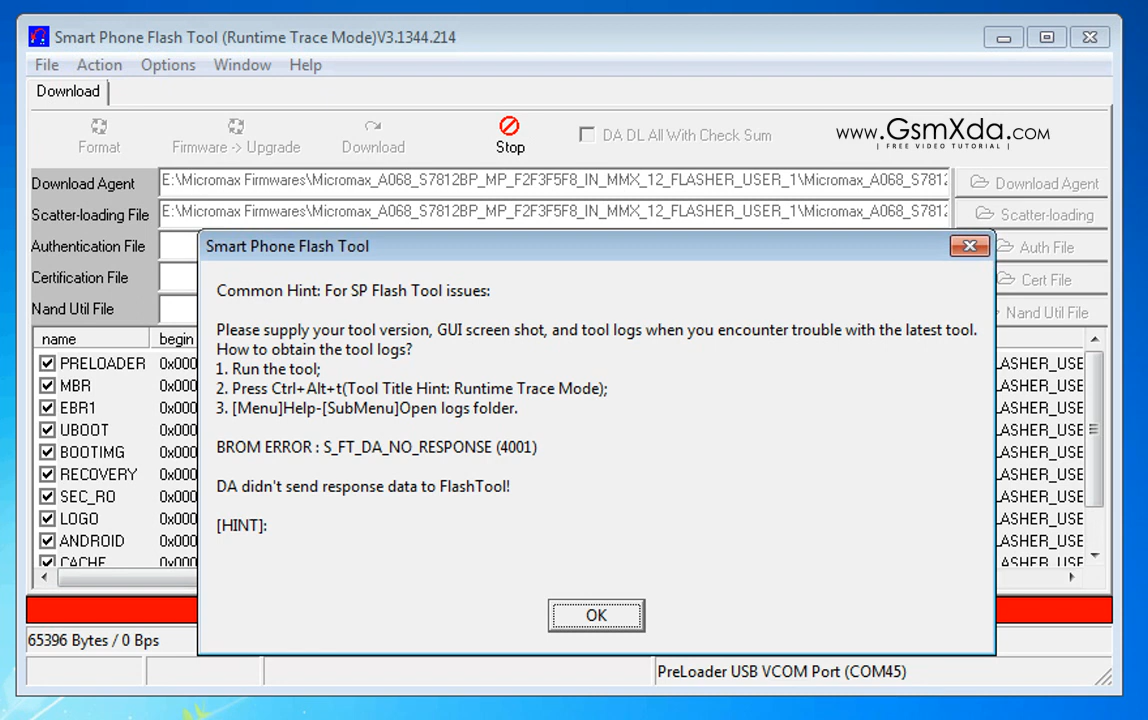 Smart Phone Flash Tool (Runtime Trace Mode)V3.1344.214
File Action Options Window Help
Download
Format Firmware -> Upgrade Download Stop DA DL All With Check Sum
www.GsmXda.com
| FREE VIDEO TUTORIAL |
Download Agent E:\Micromax Firmwares\Micromax_A068_S7812BP_MP_F2F3F5F8_IN_MMX_12_FLASHER_USER_1\Micromax_A068_S7812 Download Agent
Scatter-loading File E:\Micromax Firmwares\Micromax_A068_S7812BP_MP_F2F3F5F8_IN_MMX_12_FLASHER_USER_1\Micromax_A068_S7812 Scatter-loading
Authentication File Auth File
Certification File Cert File
Nand Util File Nand Util File
Smart Phone Flash Tool
Common Hint: For SP Flash Tool issues:
Please supply your tool version, GUI screen shot, and tool logs when you encounter trouble with the latest tool.
How to obtain the tool logs?
1. Run the tool;
2. Press Ctrl+Alt+t(Tool Title Hint: Runtime Trace Mode);
3. [Menu]Help-[SubMenu]Open logs folder.
BROM ERROR : S_FT_DA_NO_RESPONSE (4001)
DA didn't send response data to FlashTool!
[HINT]:
OK
name begin
PRELOADER 0x000 LASHER_USE
MBR 0x000 LASHER_USE
EBR1 0x000 LASHER_USE
UBOOT 0x000 LASHER_USE
BOOTIMG 0x000 LASHER_USE
RECOVERY 0x000 LASHER_USE
SEC_RO 0x000 LASHER_USE
LOGO 0x000 LASHER_USE
ANDROID 0x000 LASHER_USE
CACHE 0x000 LASHER_USE
65396 Bytes / 0 Bps
PreLoader USB VCOM Port (COM45)